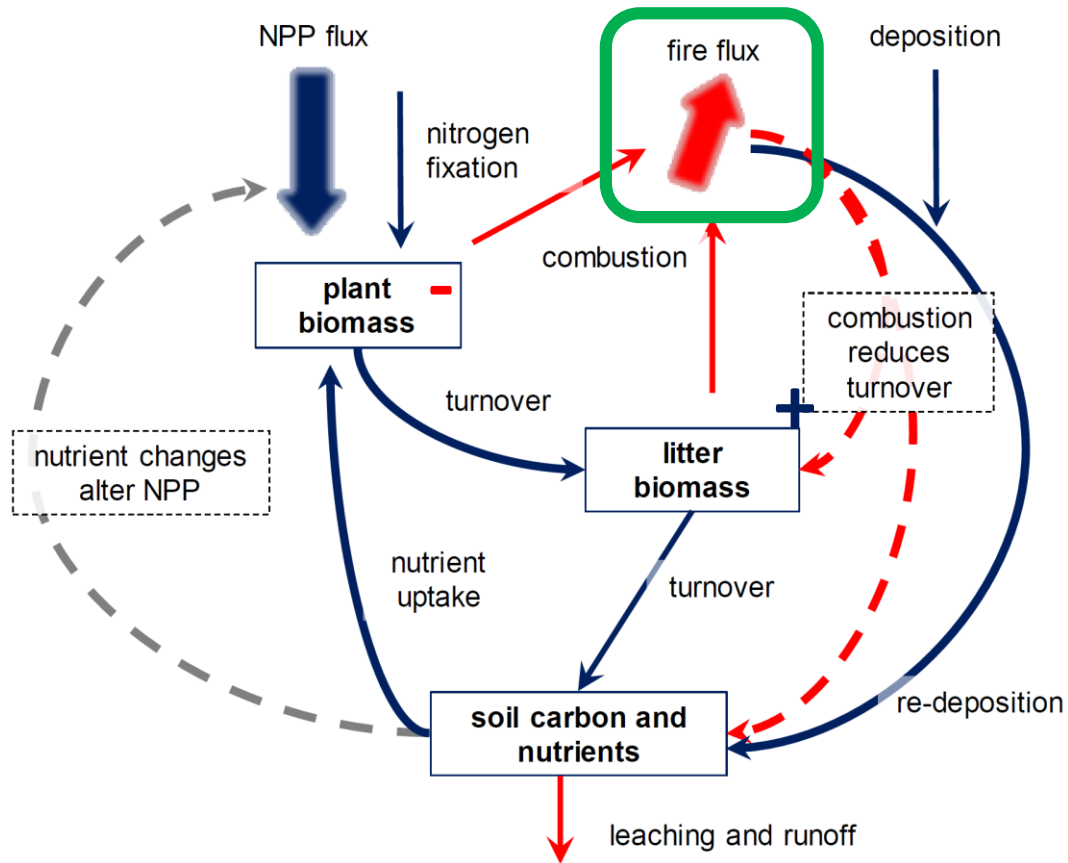 NPP flux
fire flux
deposition
nitrogen
fixation
combustion
plant
biomass
-
combustion
reduces
turnover
turnover
+
litter
biomass
nutrient changes
alter NPP
nutrient
uptake
turnover
re-deposition
soil carbon and
nutrients
leaching and runoff